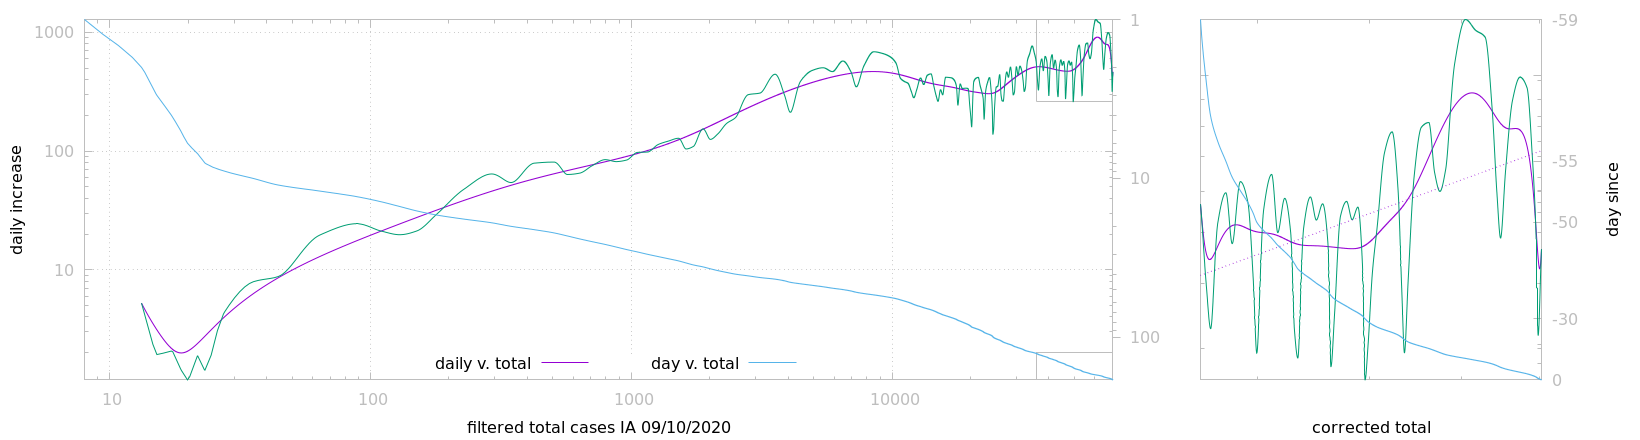 1000
100
10
daily increase
1
10
100
daily v. total
day v. total
10
100
1000
10000
filtered total cases IA 09/10/2020
-59
-55
-50
-30
0
day since
corrected total